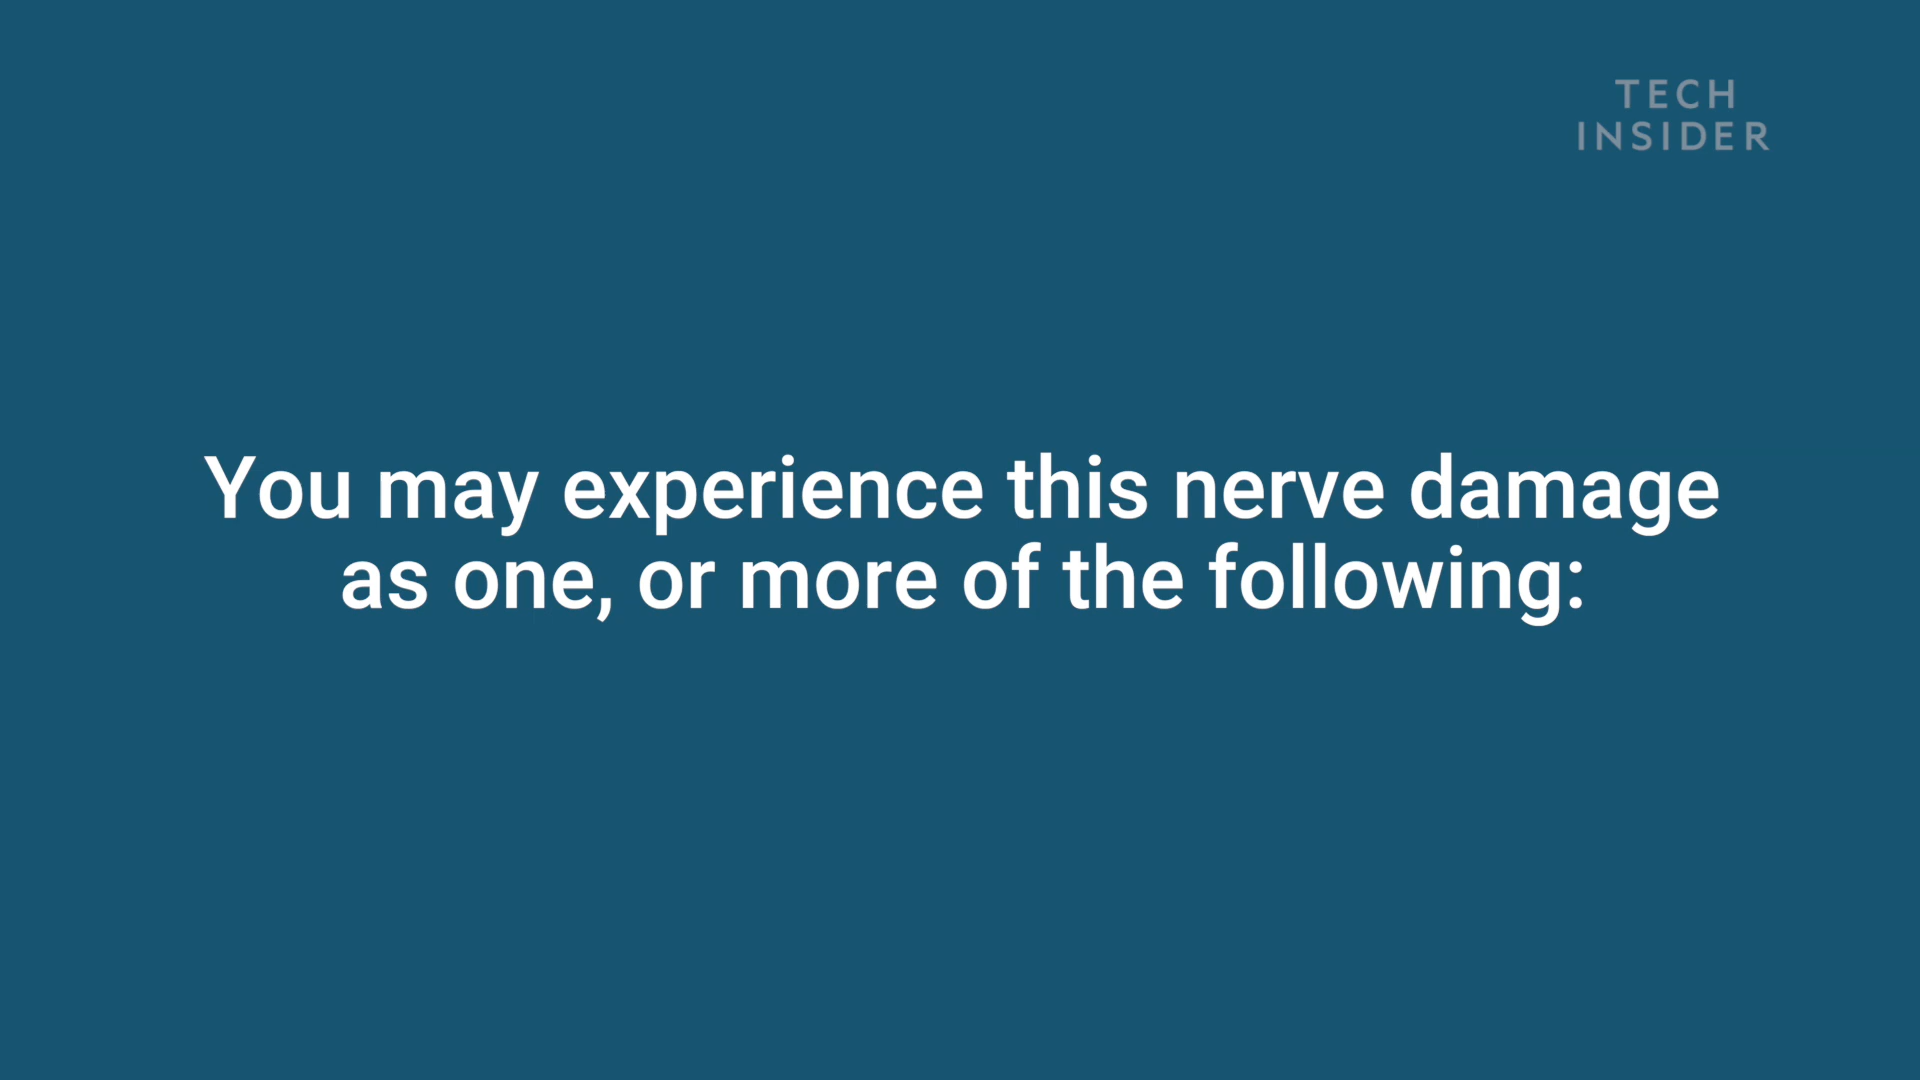 TECH
INSIDER
You may experience this nerve damage
as one, or more of the following: